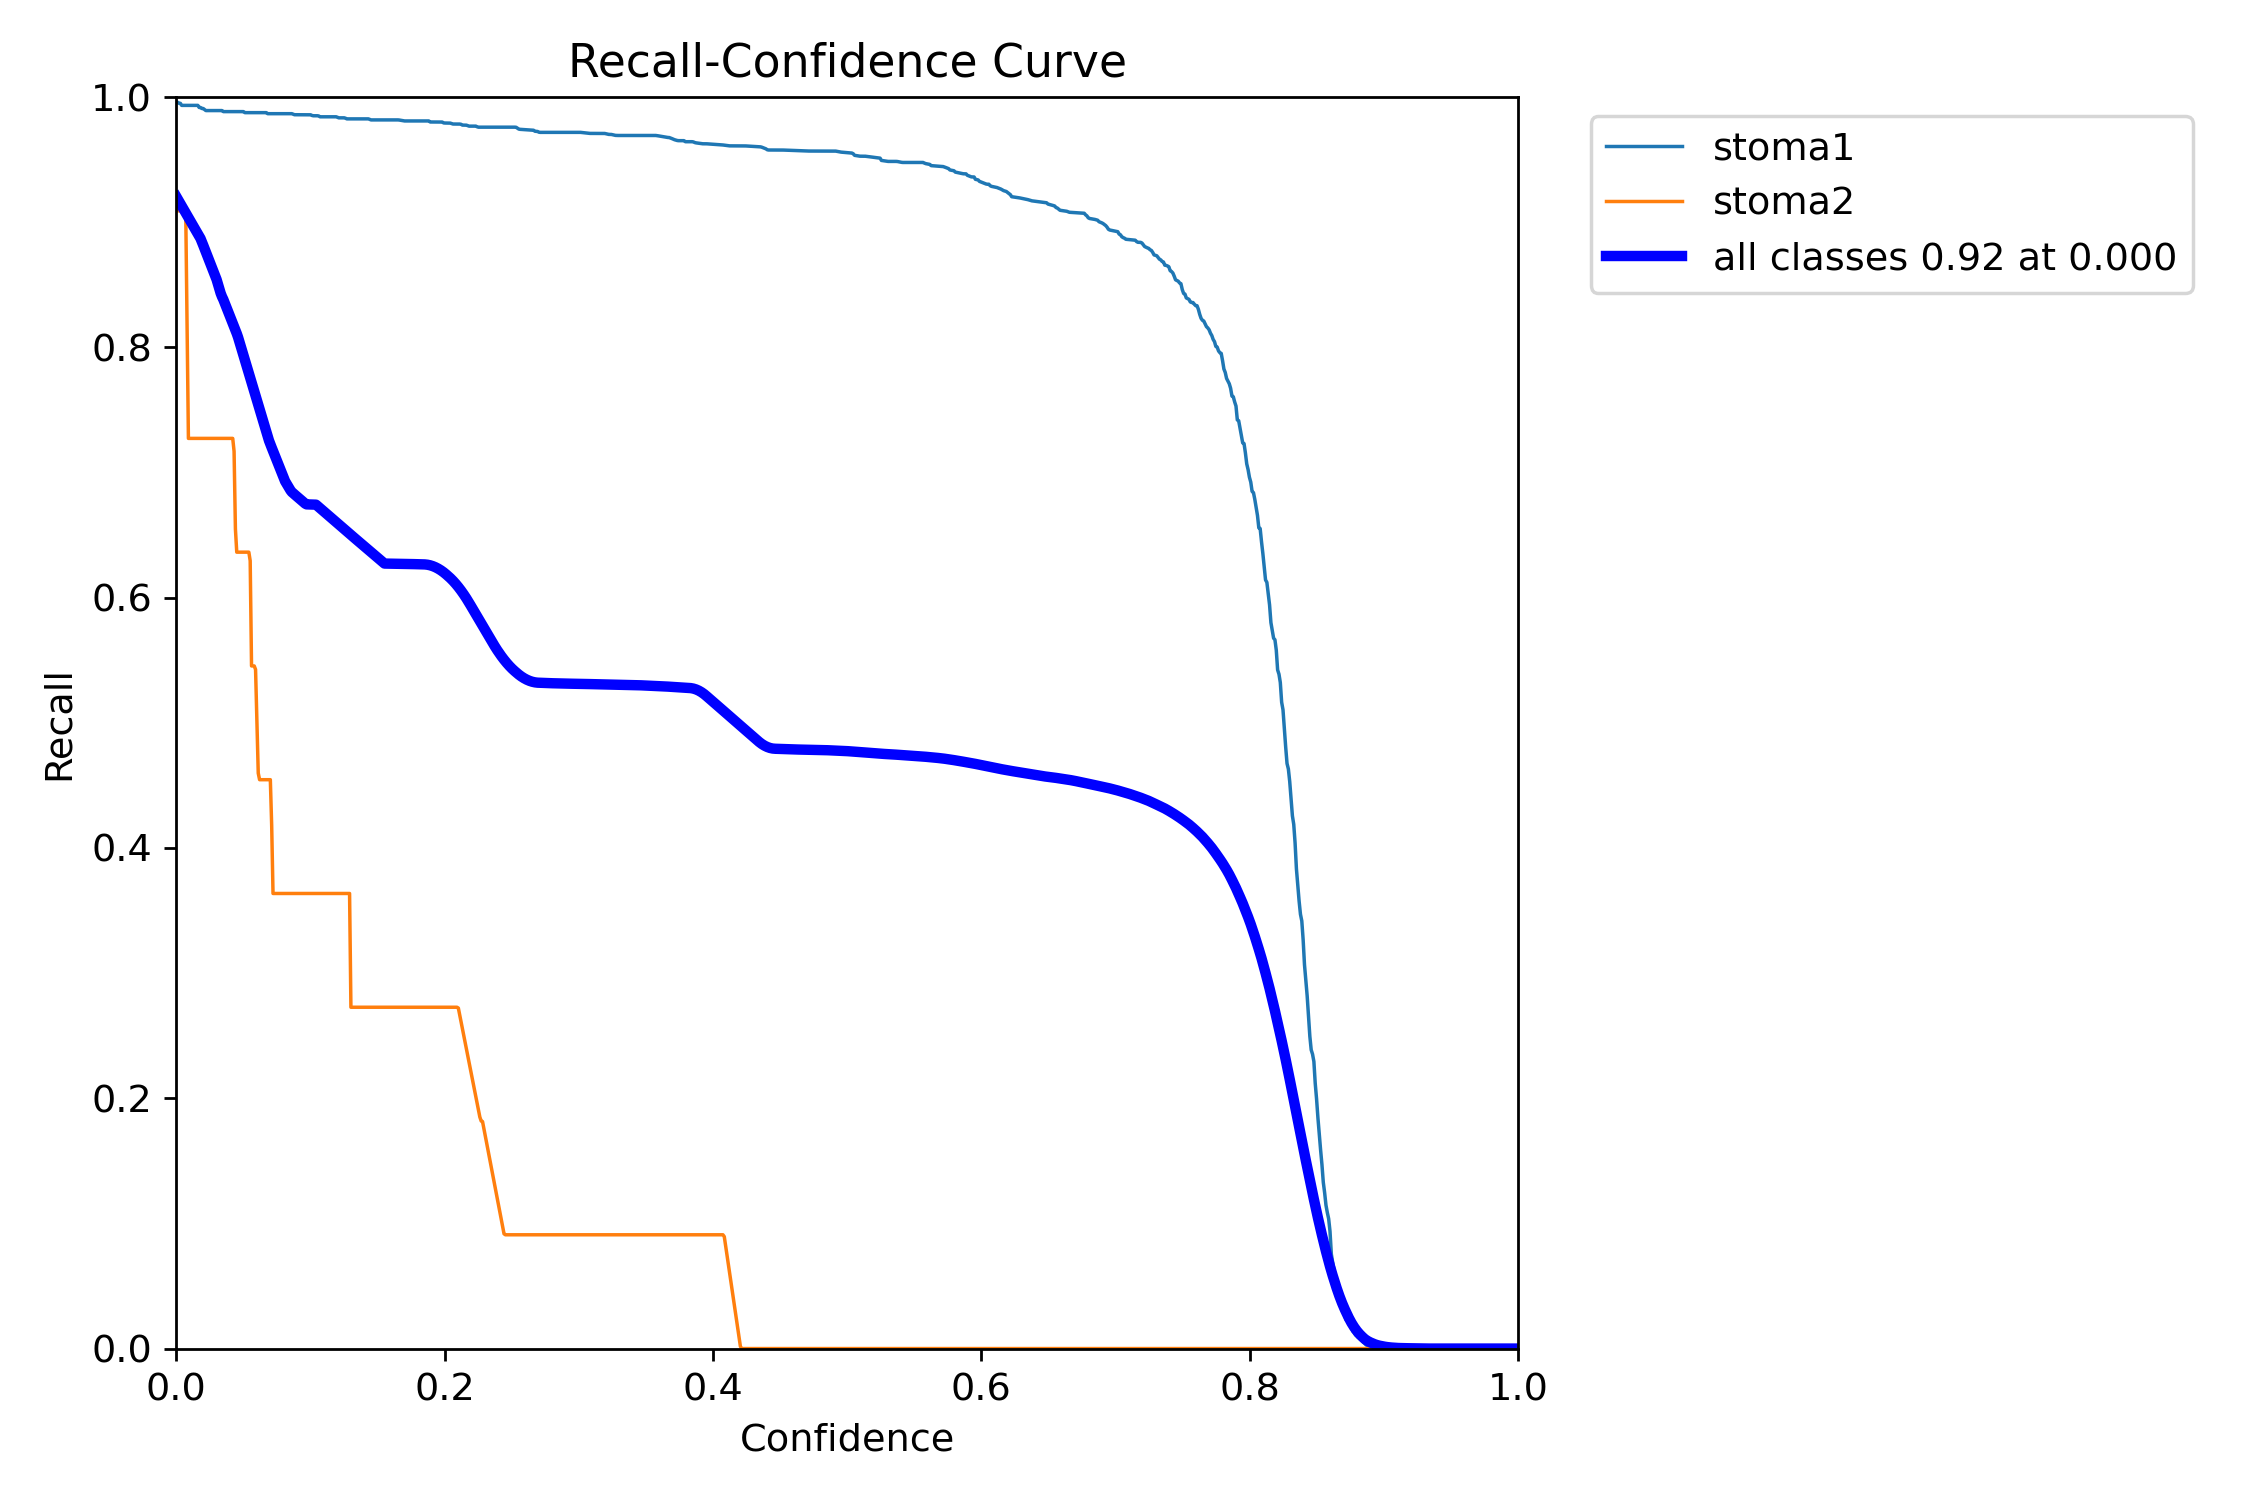 Recall-Confidence Curve
1.0
0.8
0.6
0.4
0.2
0.0
Recall
0.0 0.2 0.4 0.6 0.8 1.0
Confidence
stoma1
stoma2
all classes 0.92 at 0.000